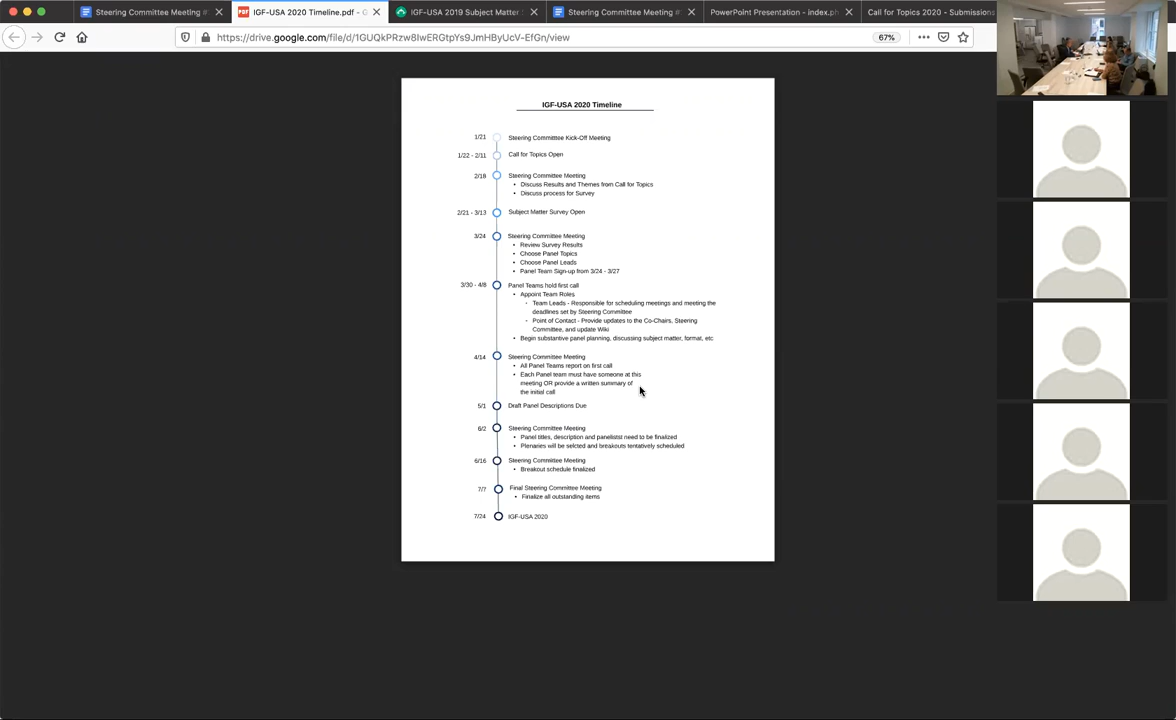 Steering Committee Meeting #
IGF-USA 2020 Timeline.pdf - G
IGF-USA 2019 Subject Matter
Steering Committee Meeting #
PowerPoint Presentation - index.ph
Call for Topics 2020 - Submissions
https://drive.google.com/file/d/1GUQkPRzw8IwERGtpYs9JmHByUcV-EfGn/view
67%
IGF-USA 2020 Timeline
1/21 Steering Committtee Kick-Off Meeting
1/22 - 2/11 Call for Topics Open
2/18 Steering Committee Meeting
• Discuss Results and Themes from Call for Topics
• Discuss process for Survey
2/21 - 3/13 Subject Matter Survey Open
3/24 Steering Committee Meeting
• Review Survey Results
• Choose Panel Topics
• Choose Panel Leads
• Panel Team Sign-up from 3/24 - 3/27
3/30 - 4/8 Panel Teams hold first call
• Appoint Team Roles
- Team Leads - Responsible for scheduling meetings and meeting the
deadlines set by Steering Committee
- Point of Contact - Provide updates to the Co-Chairs, Steering
Committee, and update Wiki
• Begin substantive panel planning, discussing subject matter, format, etc
4/14 Steering Committee Meeting
• All Panel Teams report on first call
• Each Panel team must have someone at this
meeting OR provide a written summary of
the initial call
5/1 Draft Panel Descriptions Due
6/2 Steering Committee Meeting
• Panel titles, description and panelistst need to be finalized
• Plenaries will be selcted and breakouts tentatively scheduled
6/16 Steering Committee Meeting
• Breakout schedule finalized
7/7 Final Steering Committee Meeting
• Finalize all outstanding items
7/24 IGF-USA 2020